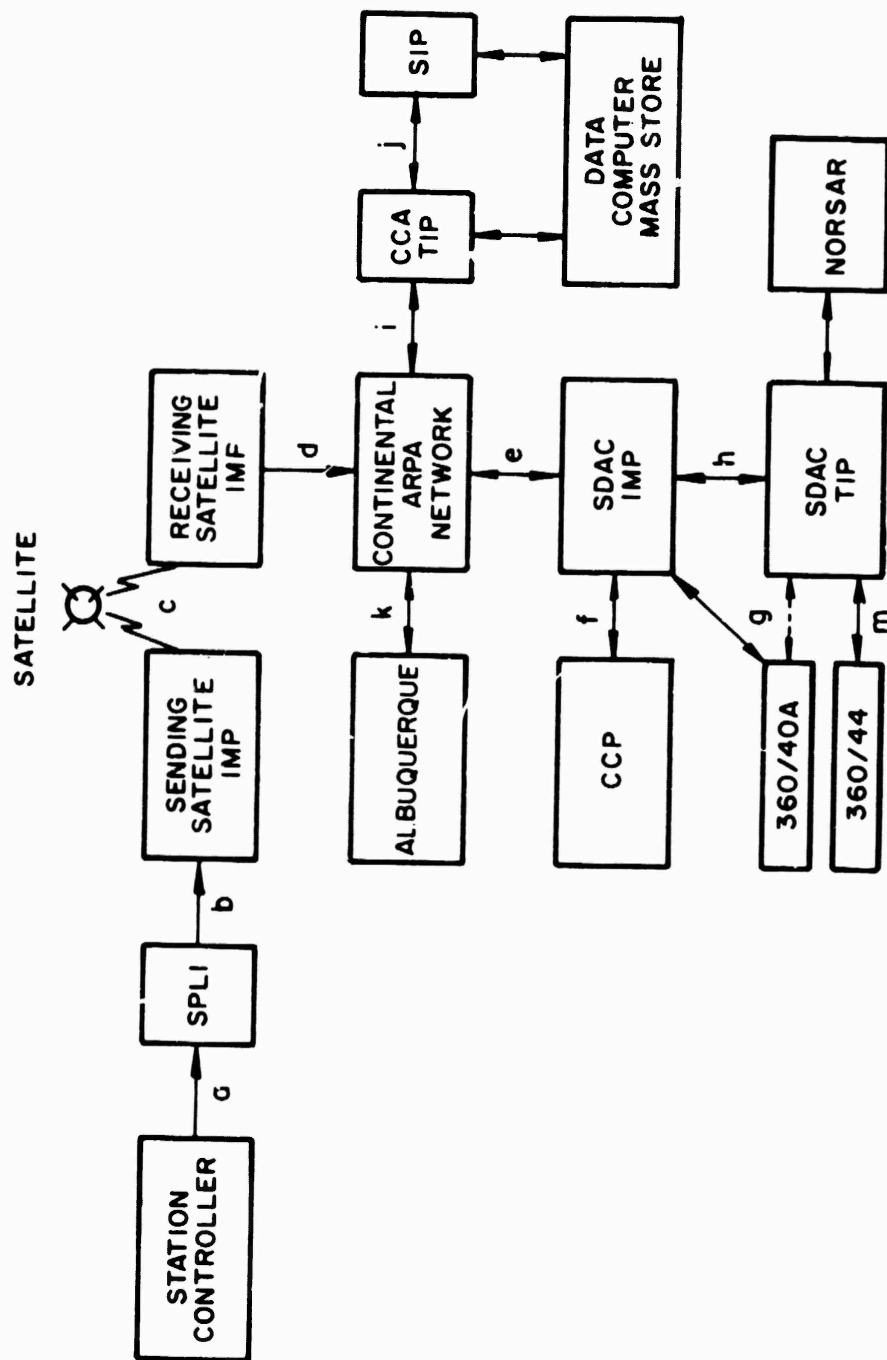 SATELLITE
STATION
CONTROLLER
a
SPLI
b
SENDING
SATELLITE
IMP
c
RECEIVING
SATELLITE
IMF
d
ALBUQUERQUE
k
CONTINENTAL
ARPA
NETWORK
i
CCA
TIP
j
SIP
e
DATA
COMPUTER
MASS STORE
CCP
f
SDAC
IMP
h
360/40A
g
360/44
m
SDAC
TIP
NORSAR